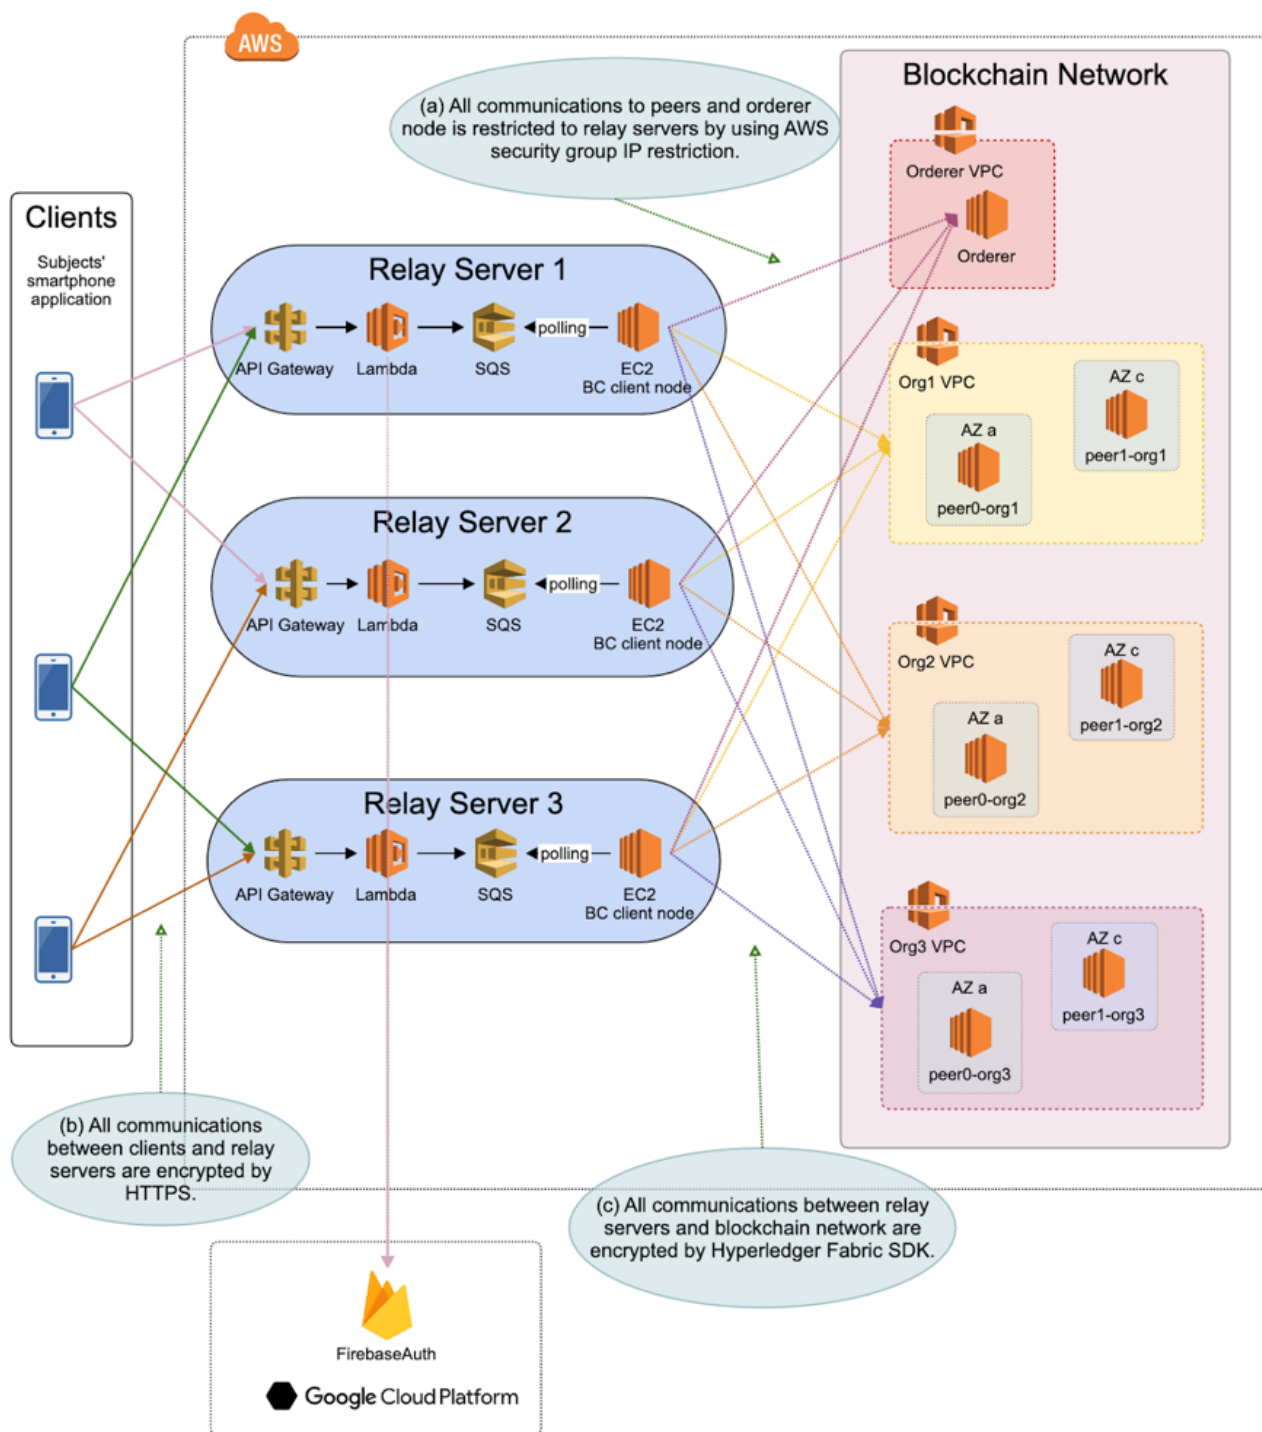 AWS
Blockchain Network
(a) All communications to peers and orderer
node is restricted to relay servers by using AWS
security group IP restriction.
Orderer VPC
Orderer
Clients
Subjects'
smartphone
application
Relay Server 1
API Gateway
Lambda
SQS
polling
EC2
BC client node
Org1 VPC
AZ a
peer0-org1
AZ c
peer1-org1
Relay Server 2
API Gateway
Lambda
SQS
polling
EC2
BC client node
Org2 VPC
AZ a
peer0-org2
AZ c
peer1-org2
Relay Server 3
API Gateway
Lambda
SQS
polling
EC2
BC client node
Org3 VPC
AZ a
peer0-org3
AZ c
peer1-org3
(b) All communications
between clients and relay
servers are encrypted by
HTTPS.
(c) All communications between relay
servers and blockchain network are
encrypted by Hyperledger Fabric SDK.
FirebaseAuth
Google Cloud Platform